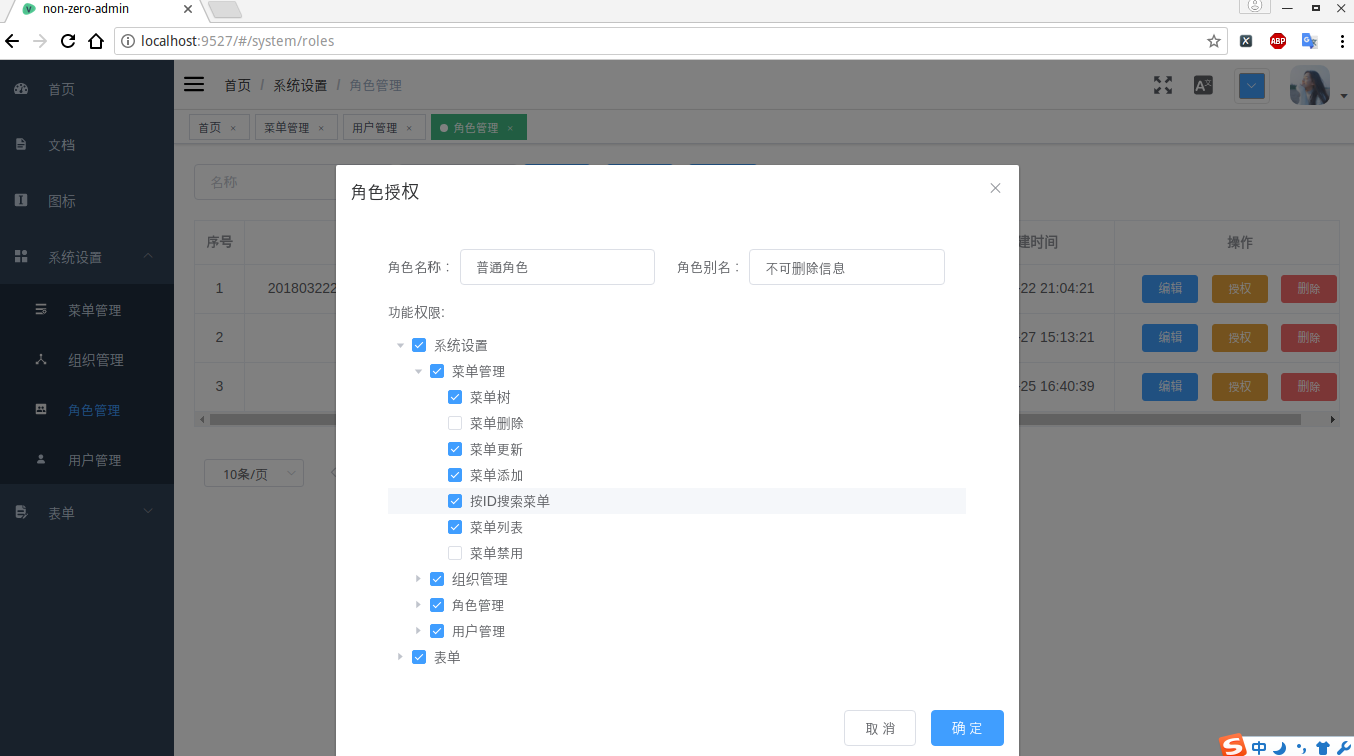 non-zero-admin
localhost:9527/#/system/roles
ABP
首页
文档
图标
系统设置
菜单管理
组织管理
角色管理
用户管理
表单
首页 / 系统设置 / 角色管理
首页 × 菜单管理 × 用户管理 × 角色管理 ×
名称
序号 建时间 操作
1 201803222 -22 21:04:21 编辑 授权 删除
2 -27 15:13:21 编辑 授权 删除
3 -25 16:40:39 编辑 授权 删除
10条/页
角色授权
角色名称： 普通角色 角色别名： 不可删除信息
功能权限:
系统设置
菜单管理
菜单树
菜单删除
菜单更新
菜单添加
按ID搜索菜单
菜单列表
菜单禁用
组织管理
角色管理
用户管理
表单
取 消 确 定
中